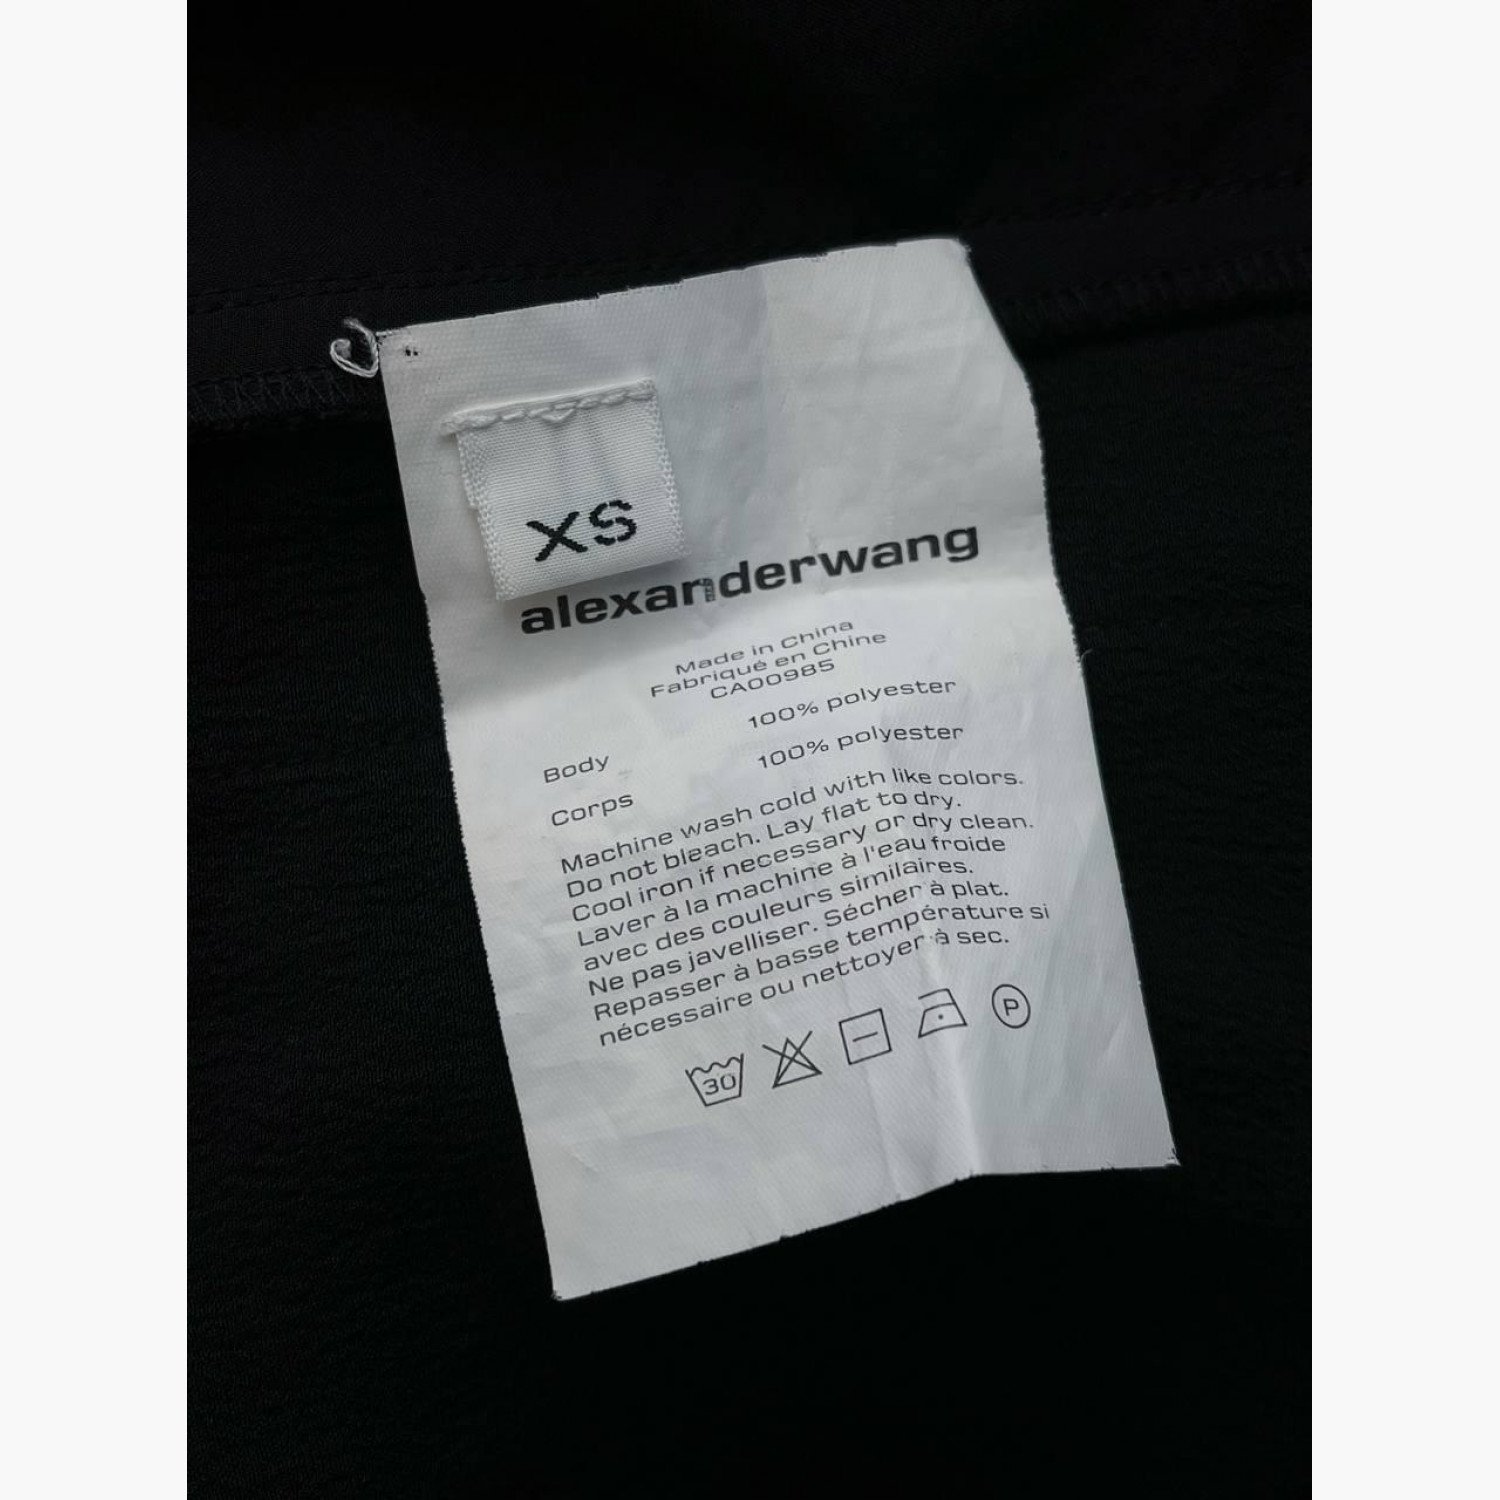 XS
alexanderwang
Made in China
Fabriqué en Chine
CA00985
Body 100% polyester
Corps 100% polyester
Machine wash cold with like colors.
Do not bleach. Lay flat to dry.
Cool iron if necessary or dry clean.
Laver à la machine à l'eau froide
avec des couleurs similaires.
Ne pas javelliser. Sécher à plat.
Repasser à basse température si
nécessaire ou nettoyer à sec.
30 P